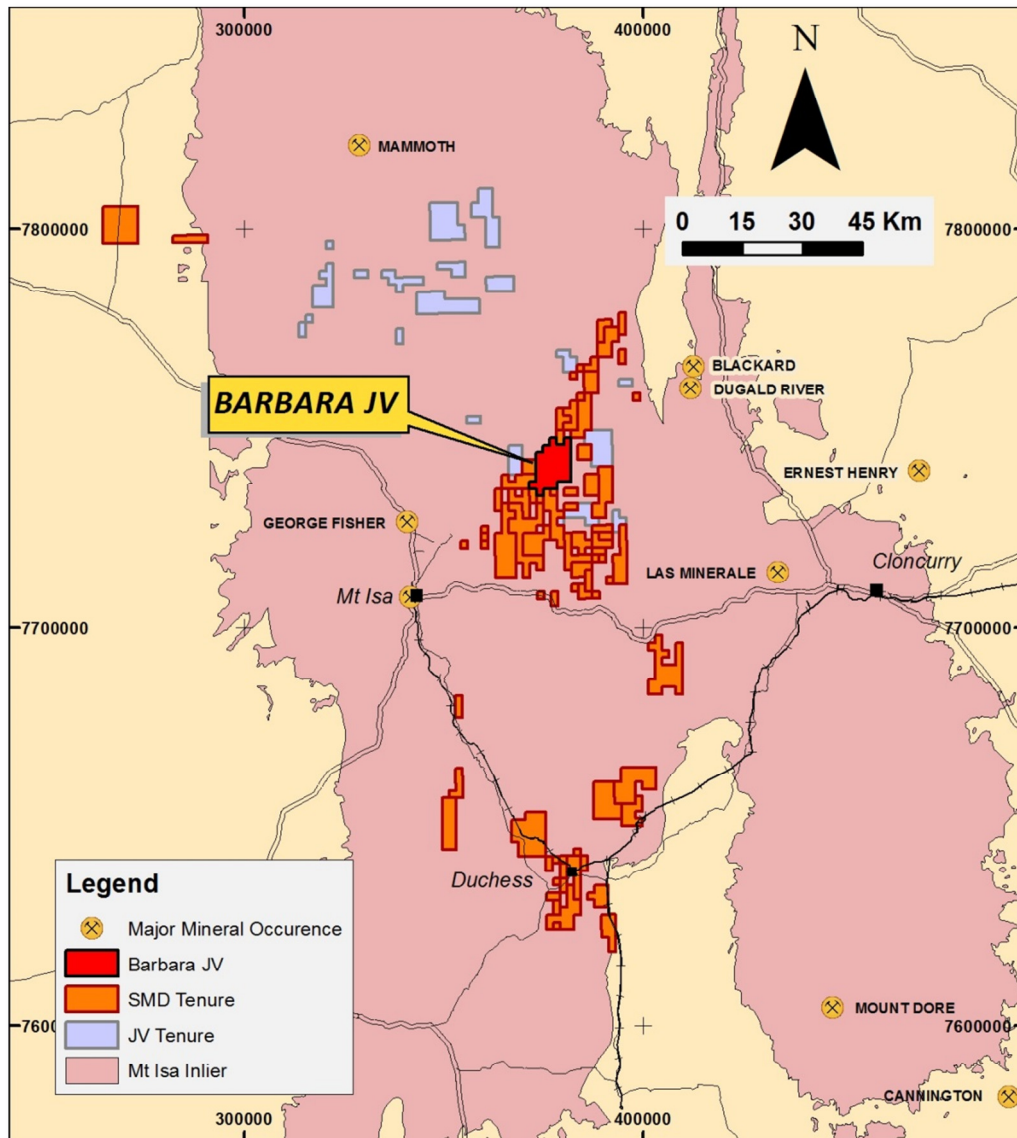 300000
400000
N
MAMMOTH
0 15 30 45 Km
7800000
7800000
BLACKARD
DUGALD RIVER
BARBARA JV
ERNEST HENRY
GEORGE FISHER
LAS MINERALE
Cloncurry
Mt Isa
7700000
7700000
Duchess
Legend
Major Mineral Occurence
Barbara JV
SMD Tenure
JV Tenure
Mt Isa Inlier
MOUNT DORE
7600000
7600000
CANNINGTON
300000
400000